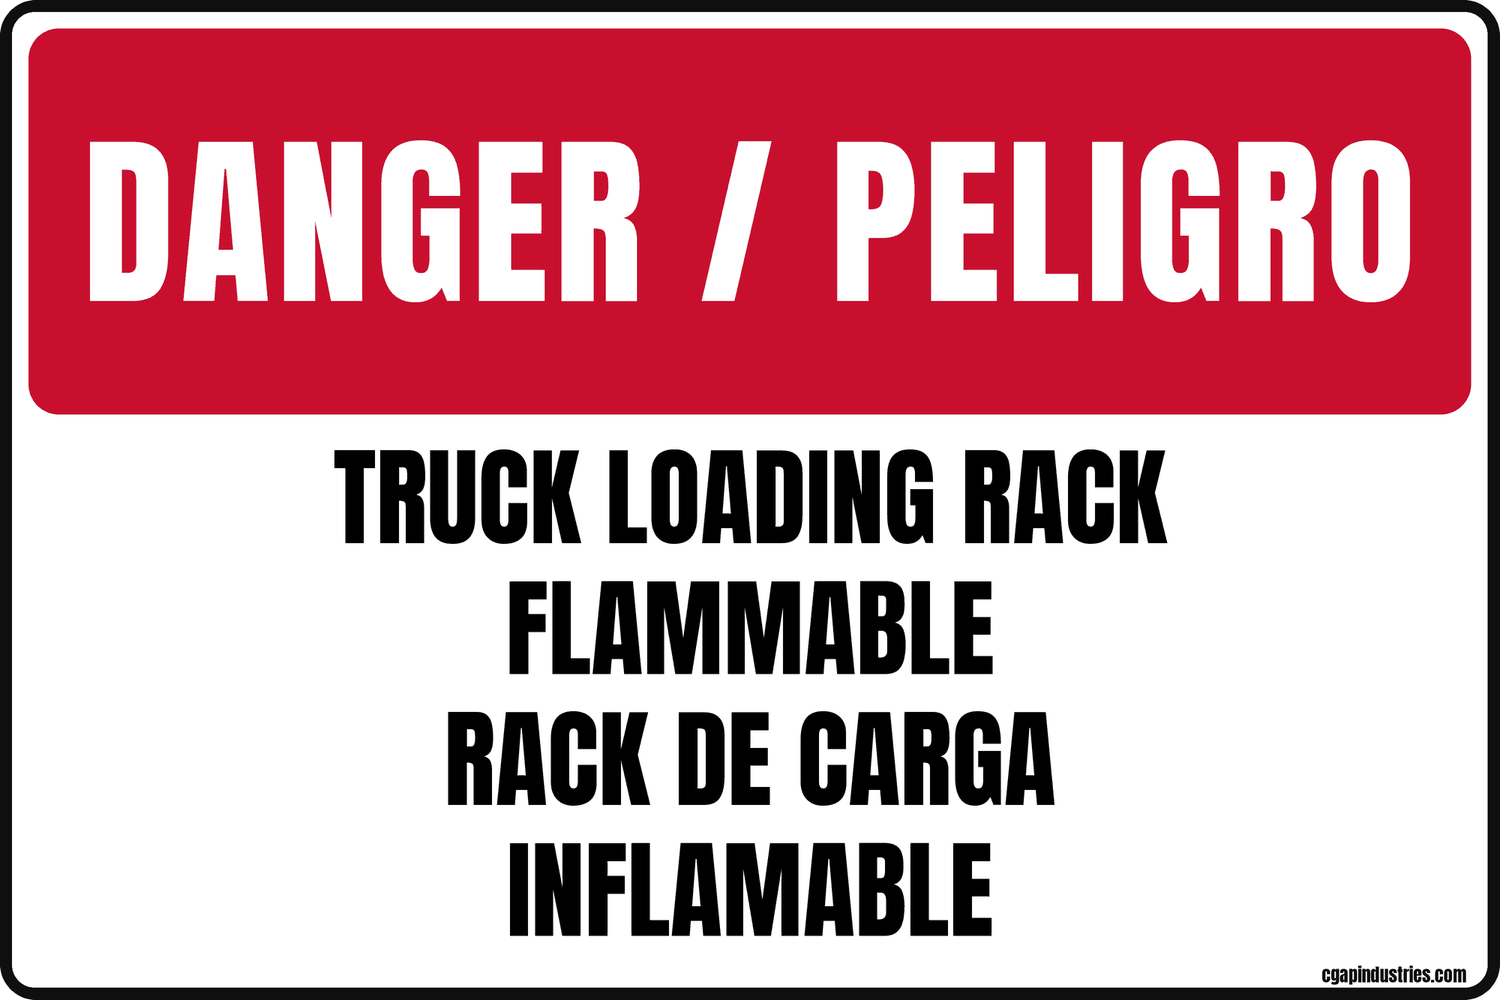 DANGER / PELIGRO
TRUCK LOADING RACK
FLAMMABLE
RACK DE CARGA
INFLAMABLE
cgapindustries.com